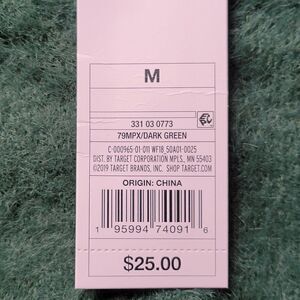 M
331 03 0773
79MPX/DARK GREEN
C-000965-01-011 WF18_50A01-0025
DIST. BY TARGET CORPORATION MPLS., MN 55403
©2019 TARGET BRANDS, INC. SHOP TARGET.COM
ORIGIN: CHINA
1 95994 74091 6
$25.00